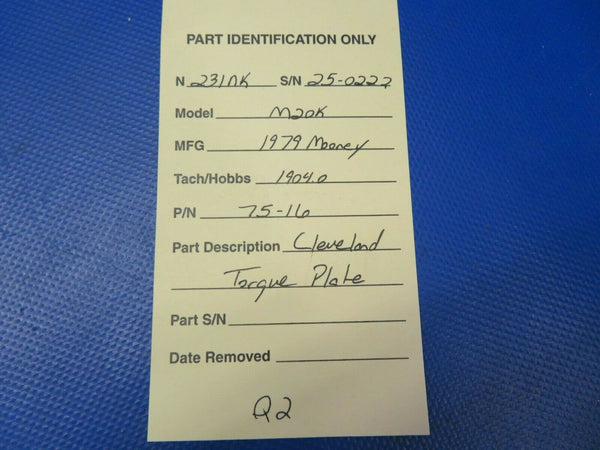 PART IDENTIFICATION ONLY
N 231NK S/N 25-0222
Model M20K
MFG 1979 Mooney
Tach/Hobbs 1904.0
P/N 75-16
Part Description Cleveland
Torque Plate
Part S/N
Date Removed
Q2